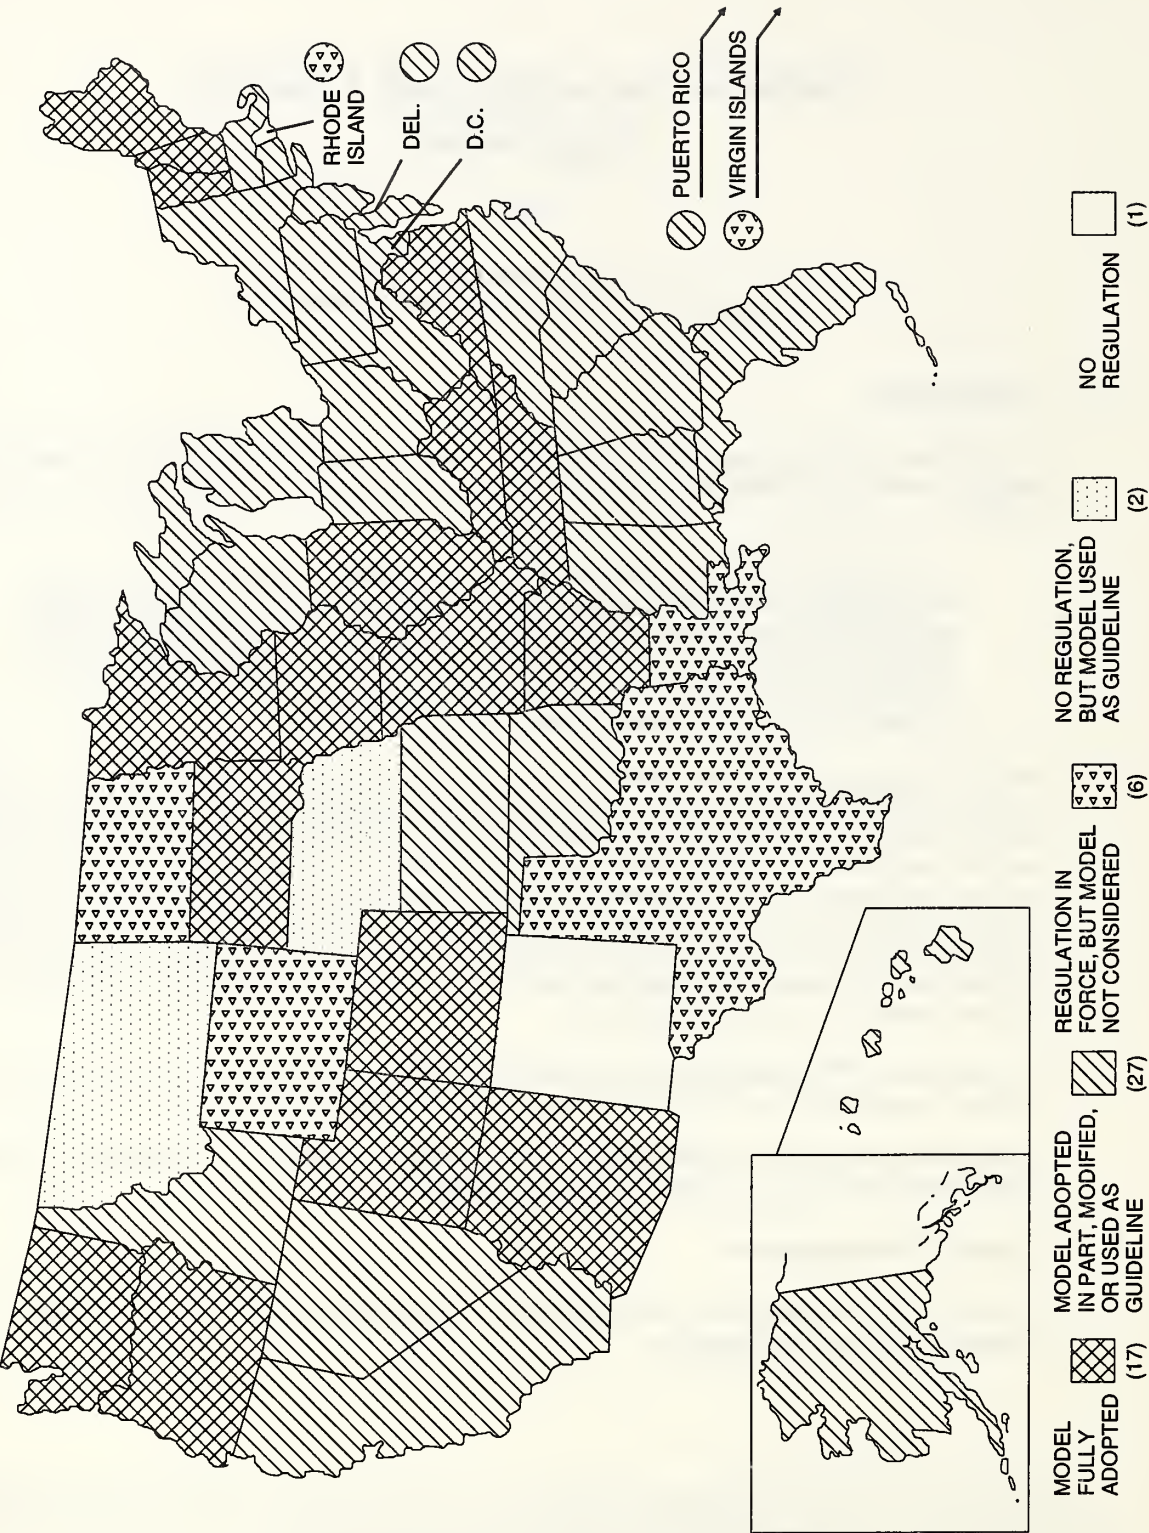 RHODE
ISLAND
DEL.
D.C.
PUERTO RICO
VIRGIN ISLANDS
MODEL
FULLY
ADOPTED
(17)
MODEL ADOPTED
IN PART, MODIFIED,
OR USED AS
GUIDELINE
(27)
REGULATION IN
FORCE, BUT MODEL
NOT CONSIDERED
(6)
NO REGULATION,
BUT MODEL USED
AS GUIDELINE
(2)
NO
REGULATION
(1)